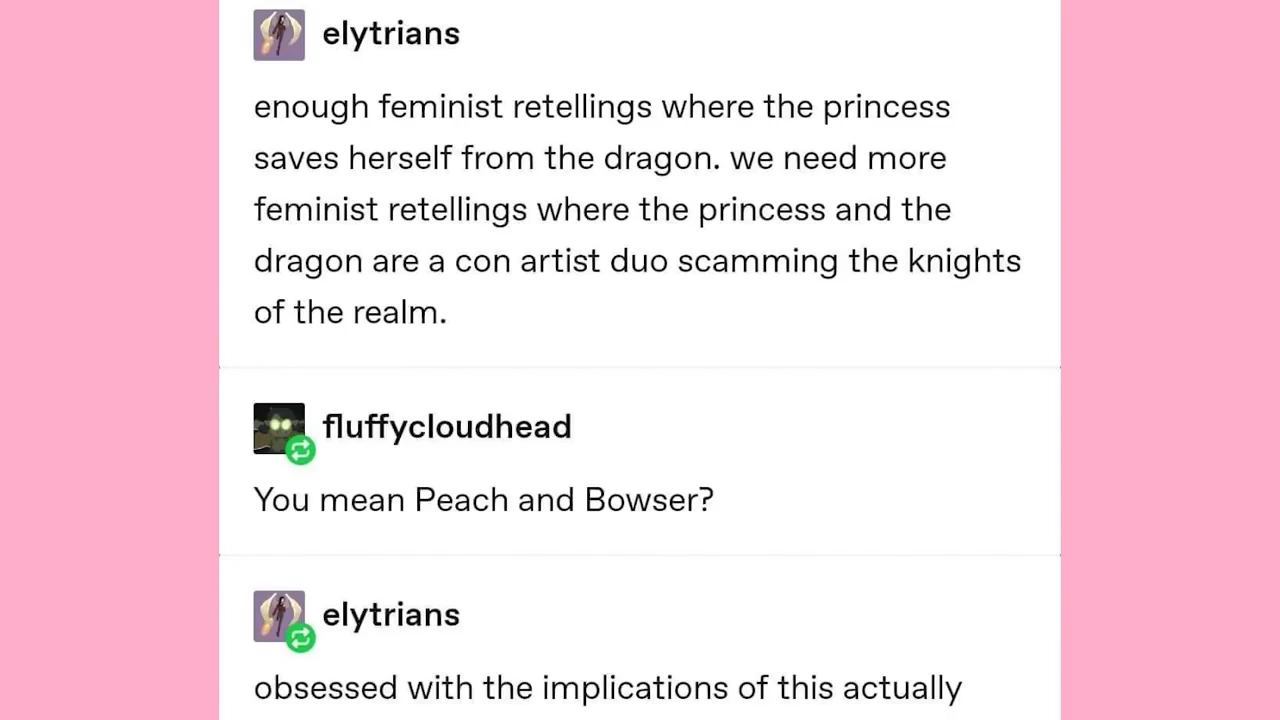 elytrians
enough feminist retellings where the princess
saves herself from the dragon. we need more
feminist retellings where the princess and the
dragon are a con artist duo scamming the knights
of the realm.
fluffycloudhead
You mean Peach and Bowser?
elytrians
obsessed with the implications of this actually